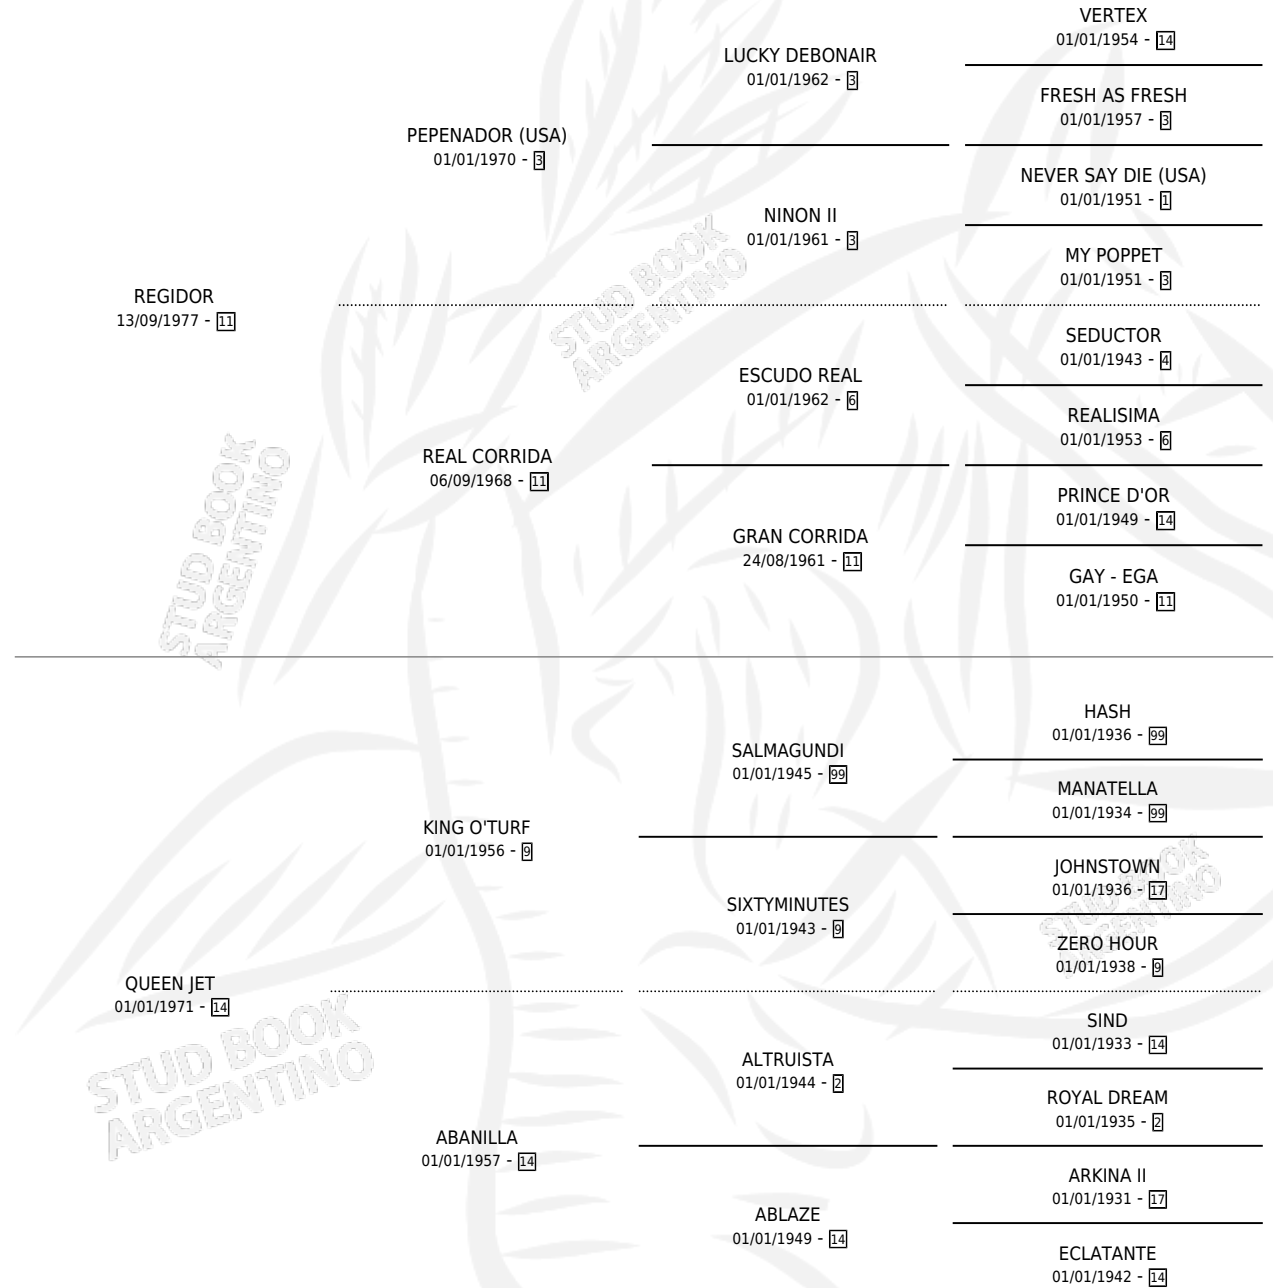 VERTEX
01/01/1954 - 14
LUCKY DEBONAIR
01/01/1962 - 3
FRESH AS FRESH
01/01/1957 - 3
PEPENADOR (USA)
01/01/1970 - 3
NEVER SAY DIE (USA)
01/01/1951 - 1
NINON II
01/01/1961 - 3
MY POPPET
01/01/1951 - 3
REGIDOR
13/09/1977 - 11
SEDUCTOR
01/01/1943 - 4
ESCUDO REAL
01/01/1962 - 6
REALISIMA
01/01/1953 - 6
REAL CORRIDA
06/09/1968 - 11
PRINCE D'OR
01/01/1949 - 14
GRAN CORRIDA
24/08/1961 - 11
GAY - EGA
01/01/1950 - 11
HASH
01/01/1936 - 99
SALMAGUNDI
01/01/1945 - 99
MANATELLA
01/01/1934 - 99
KING O'TURF
01/01/1956 - 9
JOHNSTOWN
01/01/1936 - 17
SIXTYMINUTES
01/01/1943 - 9
ZERO HOUR
01/01/1938 - 9
QUEEN JET
01/01/1971 - 14
SIND
01/01/1933 - 14
ALTRUISTA
01/01/1944 - 2
ROYAL DREAM
01/01/1935 - 2
ABANILLA
01/01/1957 - 14
ARKINA II
01/01/1931 - 17
ABLAZE
01/01/1949 - 14
ECLATANTE
01/01/1942 - 14
STUD BOOK
ARGENTINO
STUD BOOK
ARGENTINO
STUD BOOK
ARGENTINO
STUD BOOK
ARGENTINO